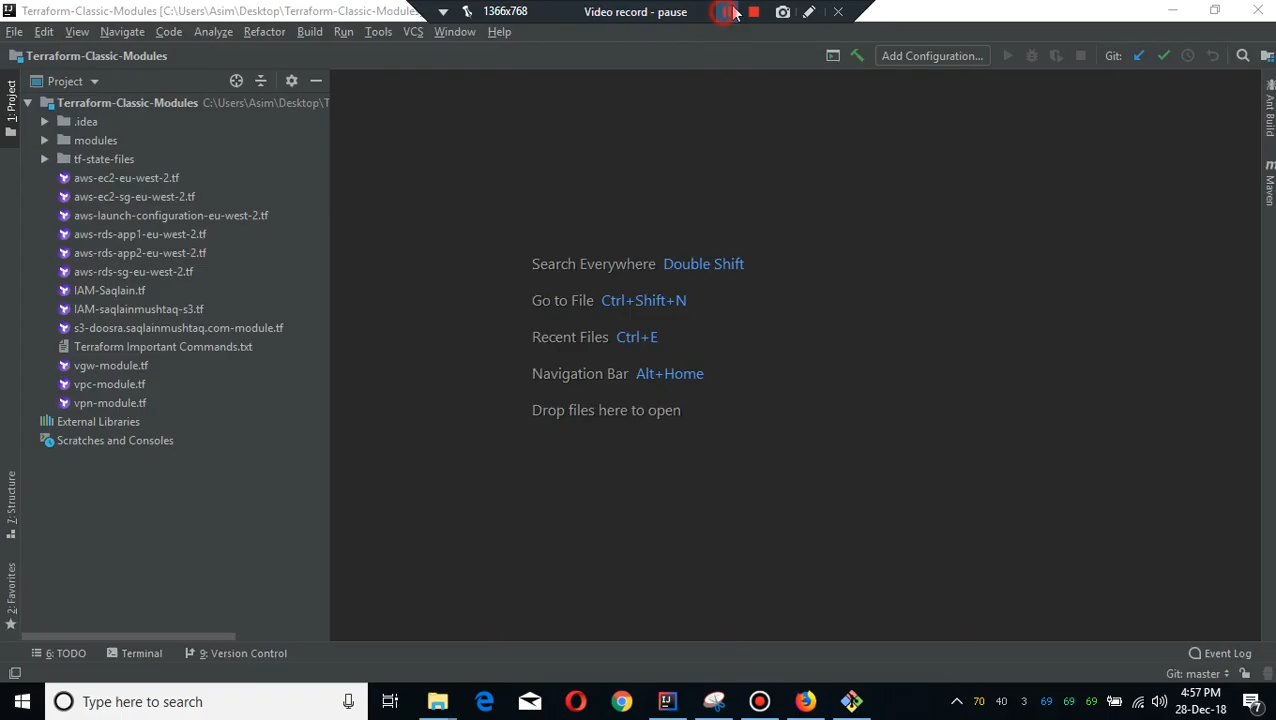 Terraform-Classic-Modules [C:\Users\Asim\Desktop\Terraform-Classic-Modules
1366x768
Video record - pause
File Edit View Navigate Code Analyze Refactor Build Run Tools VCS Window Help
Terraform-Classic-Modules
Add Configuration...
Git:
Project
1: Project
Terraform-Classic-Modules C:\Users\Asim\Desktop\T
.idea
modules
tf-state-files
aws-ec2-eu-west-2.tf
aws-ec2-sg-eu-west-2.tf
aws-launch-configuration-eu-west-2.tf
aws-rds-app1-eu-west-2.tf
aws-rds-app2-eu-west-2.tf
aws-rds-sg-eu-west-2.tf
IAM-Saqlain.tf
IAM-saqlainmushtaq-s3.tf
s3-doosra.saqlainmushtaq.com-module.tf
Terraform Important Commands.txt
vgw-module.tf
vpc-module.tf
vpn-module.tf
External Libraries
Scratches and Consoles
Search Everywhere Double Shift
Go to File Ctrl+Shift+N
Recent Files Ctrl+E
Navigation Bar Alt+Home
Drop files here to open
Ant Build
Maven
7: Structure
2: Favorites
6: TODO Terminal 9: Version Control
Event Log
Git: master
Type here to search
70 40 3 69 69 69
4:57 PM
28-Dec-18
7